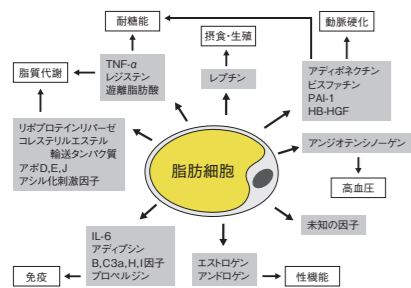 耐糖能
摂食・生殖
動脈硬化
脂質代謝
TNF-α
レジステン
遊離脂肪酸
レプチン
アディポネクチン
ビスファチン
PAI-1
HB-HGF
リポプロテインリパーゼ
コレステリルエステル
輸送タンパク質
アポD,E,J
アシル化刺激因子
脂肪細胞
アンジオテンシノーゲン
高血圧
未知の因子
IL-6
アディプシン
B,C3a,H,I因子
プロペルジン
免疫
エストロゲン
アンドロゲン
性機能